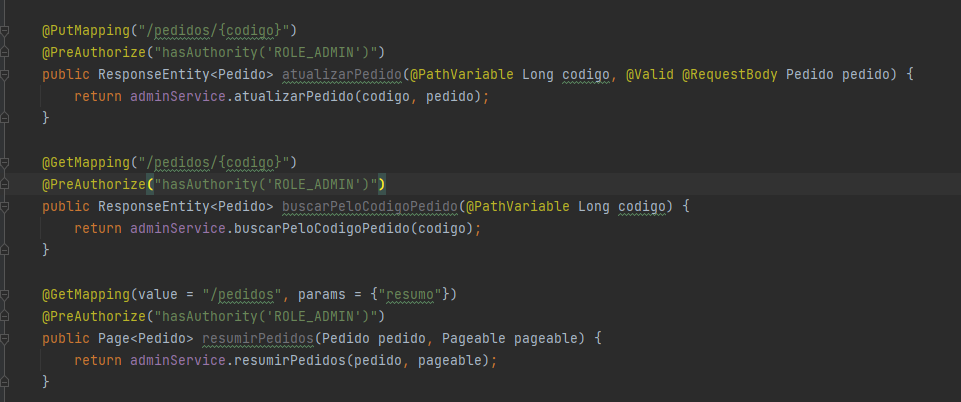 @PutMapping("/pedidos/{codigo}")
@PreAuthorize("hasAuthority('ROLE_ADMIN')")
public ResponseEntity<Pedido> atualizarPedido(@PathVariable Long codigo, @Valid @RequestBody Pedido pedido) {
    return adminService.atualizarPedido(codigo, pedido);
}
@GetMapping("/pedidos/{codigo}")
@PreAuthorize("hasAuthority('ROLE_ADMIN')")
public ResponseEntity<Pedido> buscarPeloCodigoPedido(@PathVariable Long codigo) {
    return adminService.buscarPeloCodigoPedido(codigo);
}
@GetMapping(value = "/pedidos", params = {"resumo"})
@PreAuthorize("hasAuthority('ROLE_ADMIN')")
public Page<Pedido> resumirPedidos(Pedido pedido, Pageable pageable) {
    return adminService.resumirPedidos(pedido, pageable);
}